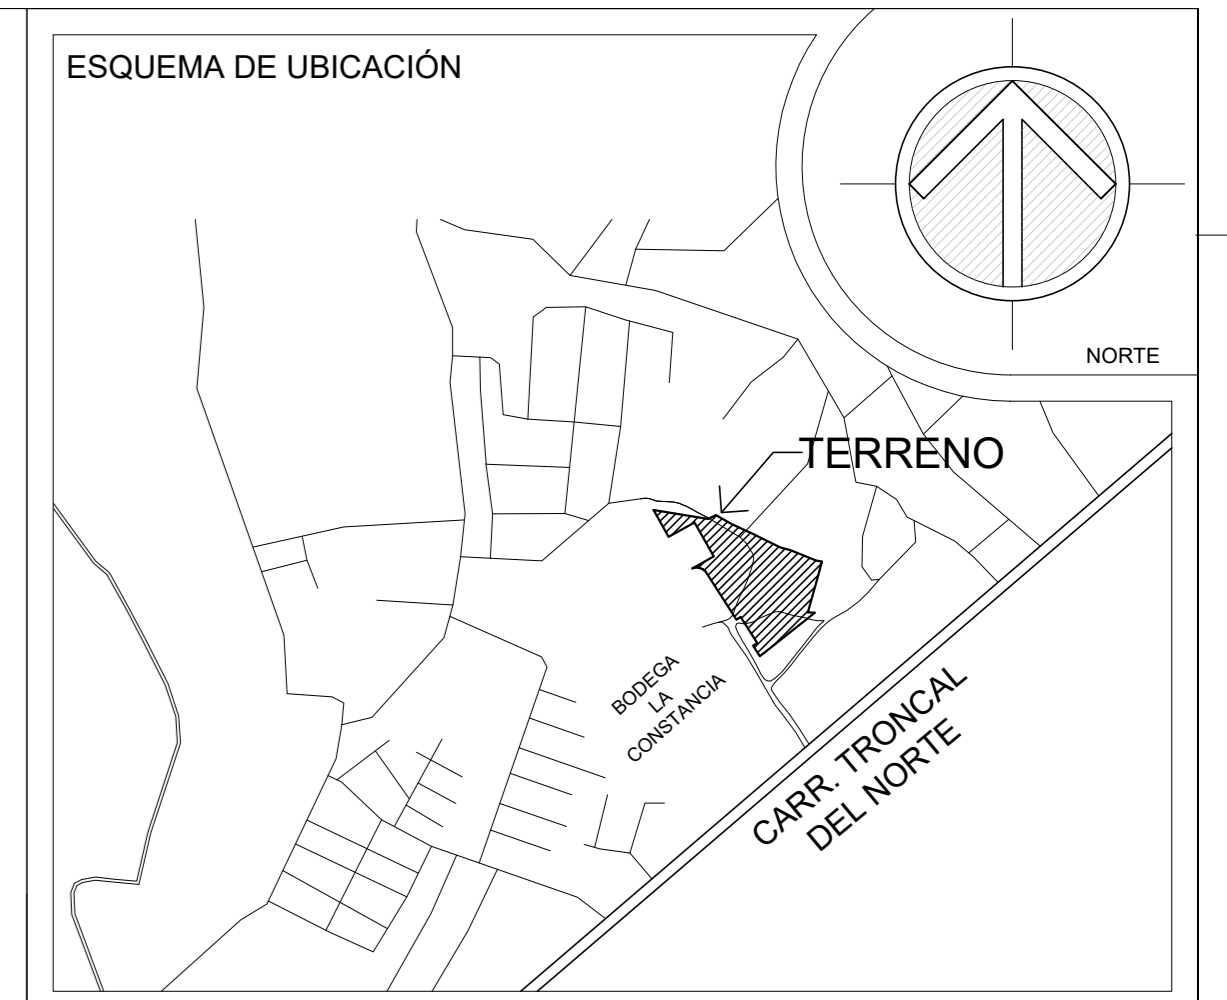 ESQUEMA DE UBICACIÓN
NORTE
TERRENO
BODEGA
LA
CONSTANCIA
CARR. TRONCAL
DEL NORTE